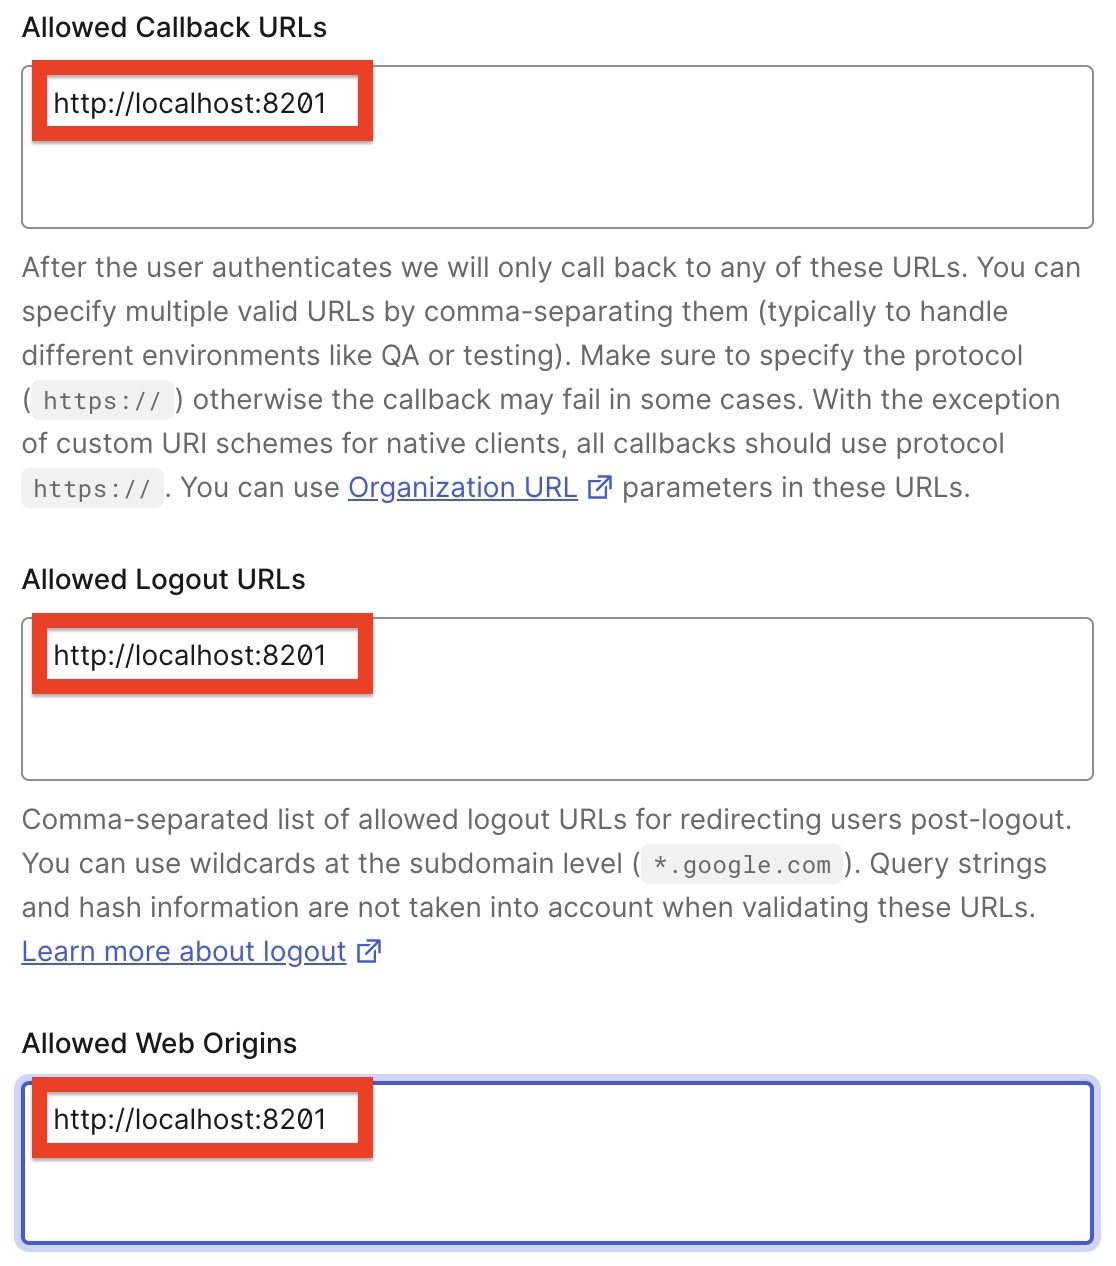 Allowed Callback URLs
http://localhost:8201
After the user authenticates we will only call back to any of these URLs. You can
specify multiple valid URLs by comma-separating them (typically to handle
different environments like QA or testing). Make sure to specify the protocol
( https:// ) otherwise the callback may fail in some cases. With the exception
of custom URI schemes for native clients, all callbacks should use protocol
https:// . You can use Organization URL parameters in these URLs.
Allowed Logout URLs
http://localhost:8201
Comma-separated list of allowed logout URLs for redirecting users post-logout.
You can use wildcards at the subdomain level ( *.google.com ). Query strings
and hash information are not taken into account when validating these URLs.
Learn more about logout
Allowed Web Origins
http://localhost:8201